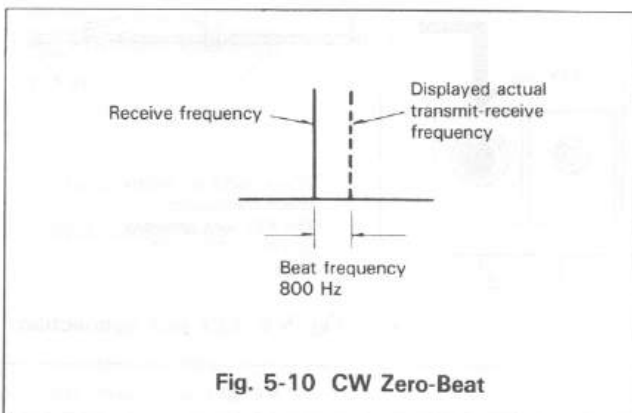 Receive frequency
Displayed actual
transmit-receive
frequency
Beat frequency
800 Hz
Fig. 5-10 CW Zero-Beat